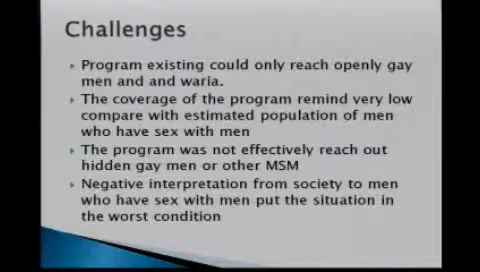 Challenges
Program existing could only reach openly gay
men and and waria.
The coverage of the program remind very low
compare with estimated population of men
who have sex with men
The program was not effectively reach out
hidden gay men or other MSM
Negative interpretation from society to men
who have sex with men put the situation in
the worst condition